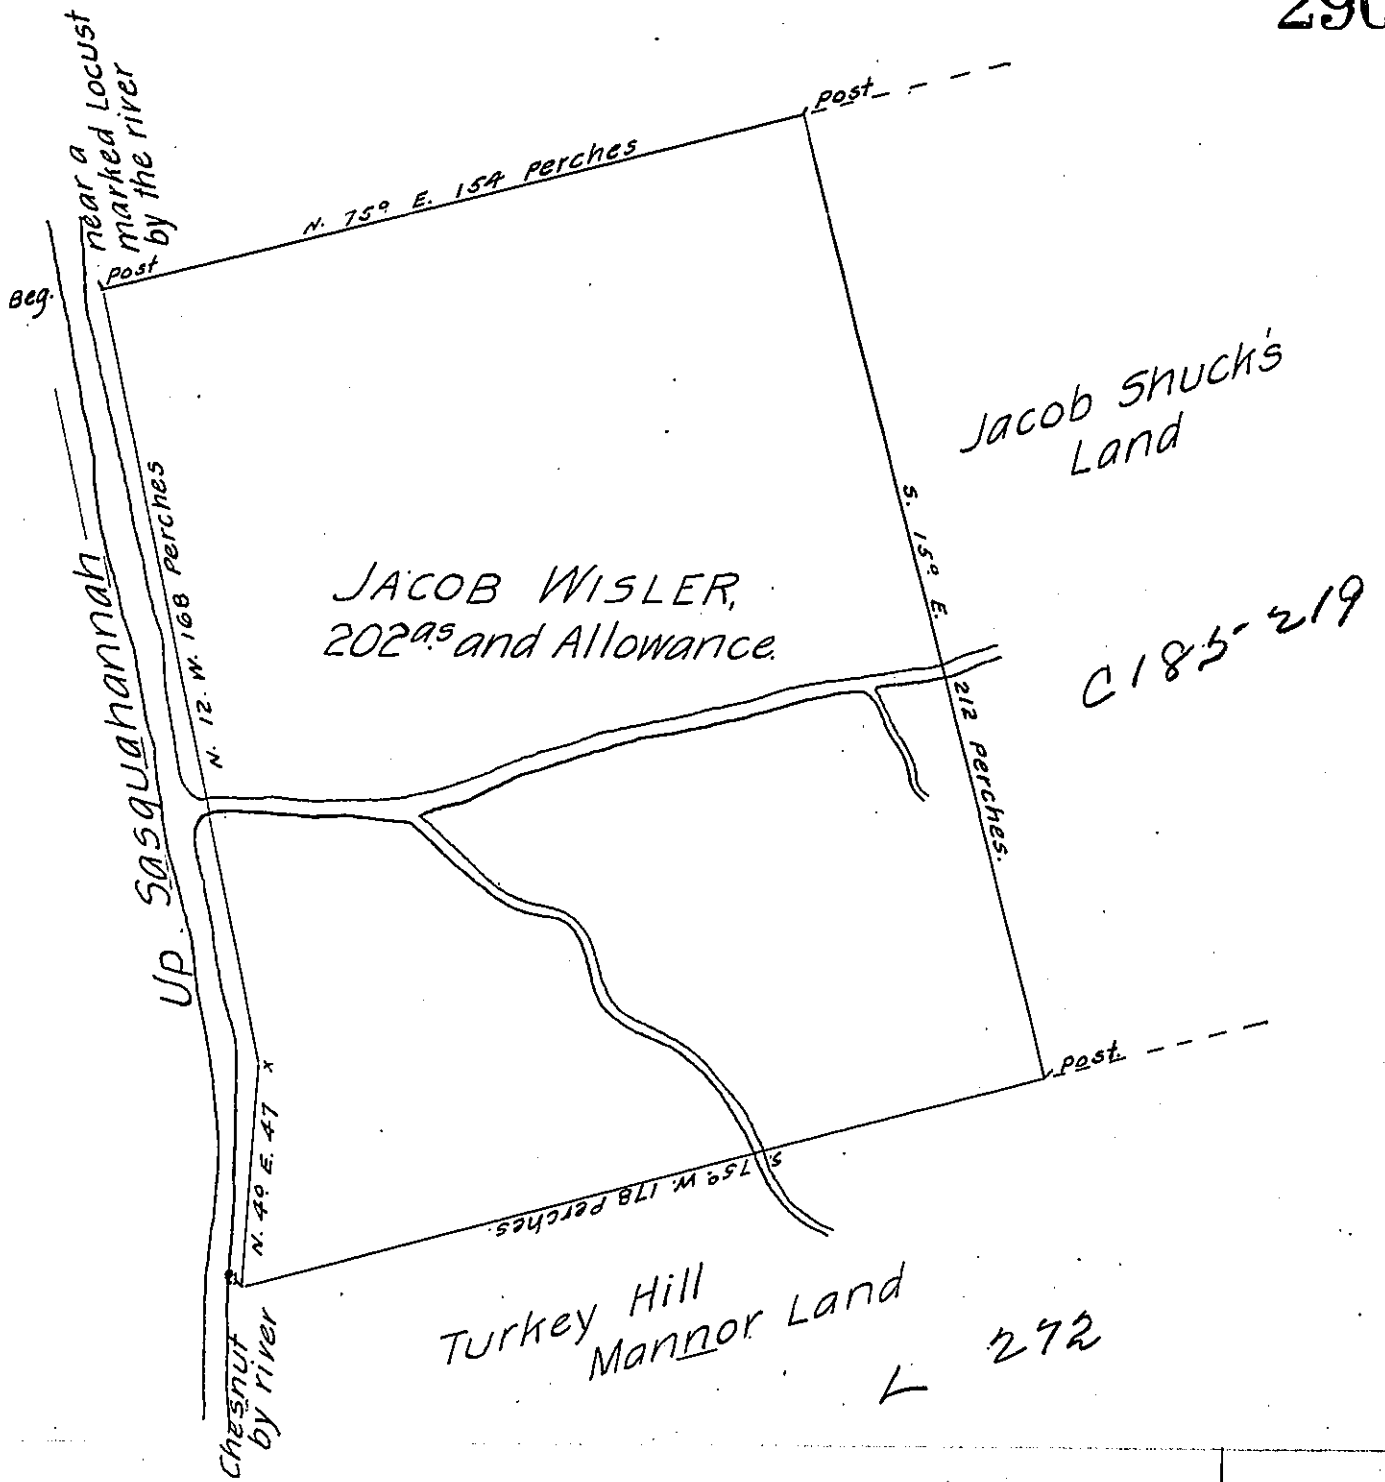 290
near a
marked Locust
by the river
Beg.
Post
N. 75° E. 154 Perches
Post
Jacob Shuck's
Land
S. 15° E.
212 Perches.
C185-219
JACOB WISLER,
202as and Allowance.
N. 12. W. 168 Perches
Up. Sasquahannah
N. 4° E. 47
x
Post.
S. 75° W. 178 Perches.
Chesnut
by river
Turkey Hill
Mannor Land
L 272